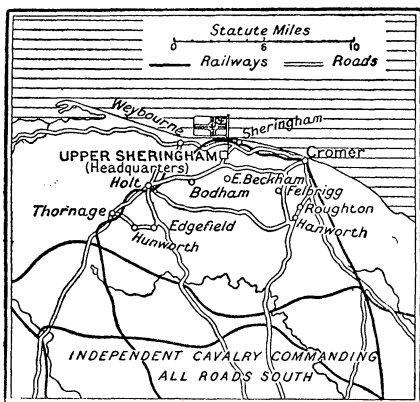 Statute Miles
0 6 10
Railways Roads
Weybourne
Sheringham
UPPER SHERINGHAM
(Headquarters)
Cromer
Holt
Bodham
E. Beckham
Felbrigg
Thornage
Roughton
Hanworth
Edgefield
Hunworth
INDEPENDENT CAVALRY COMMANDING
ALL ROADS SOUTH